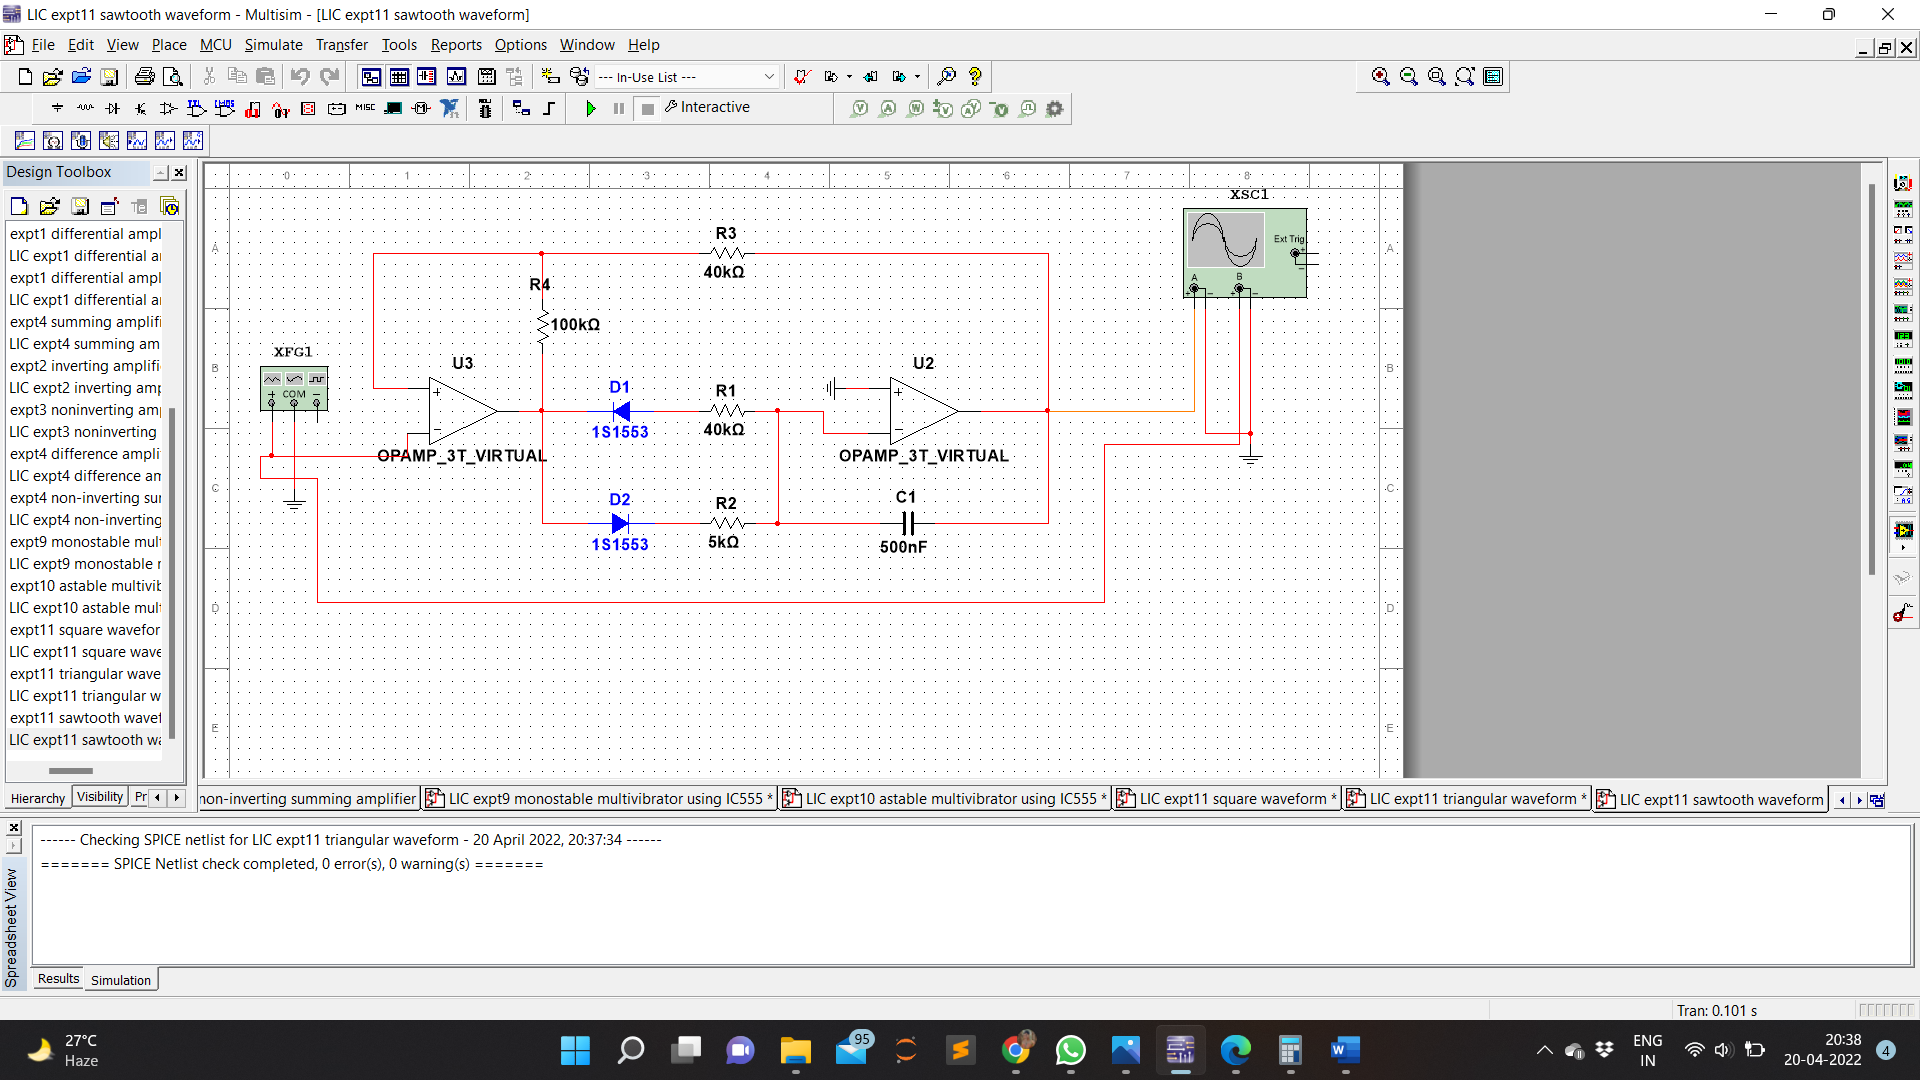 LIC expt11 sawtooth waveform - Multisim - [LIC expt11 sawtooth waveform]
File Edit View Place MCU Simulate Transfer Tools Reports Options Window Help
--- In-Use List ---
MISC
Interactive
Design Toolbox
expt1 differential ampl
LIC expt1 differential a
expt1 differential ampl
LIC expt1 differential a
expt4 summing amplifi
LIC expt4 summing am
expt2 inverting amplifi
LIC expt2 inverting amp
expt3 noninverting am
LIC expt3 noninverting
expt4 difference ampli
LIC expt4 difference am
expt4 non-inverting su
LIC expt4 non-inverting
expt9 monostable mult
LIC expt9 monostable r
expt10 astable multivib
LIC expt10 astable mult
expt11 square wavefor
LIC expt11 square wave
expt11 triangular wave
LIC expt11 triangular w
expt11 sawtooth wavef
LIC expt11 sawtooth wa
Hierarchy Visibility Pr
0 1 2 3 4 5 6 7 8
A A
B B
C C
D D
E E
XSC1
Ext Trig
+
−
A B
+ − + −
R3
40kΩ
R4
100kΩ
XFG1
+ COM −
U3
+
−
OPAMP_3T_VIRTUAL
D1
1S1553
R1
40kΩ
U2
+
−
OPAMP_3T_VIRTUAL
D2
1S1553
R2
5kΩ
C1
500nF
non-inverting summing amplifier LIC expt9 monostable multivibrator using IC555 * LIC expt10 astable multivibrator using IC555 * LIC expt11 square waveform * LIC expt11 triangular waveform * LIC expt11 sawtooth waveform
Spreadsheet View
------ Checking SPICE netlist for LIC expt11 triangular waveform - 20 April 2022, 20:37:34 ------
======= SPICE Netlist check completed, 0 error(s), 0 warning(s) =======
Results Simulation
Tran: 0.101 s
27°C
Haze
95
W
ENG
IN
20:38
20-04-2022
4